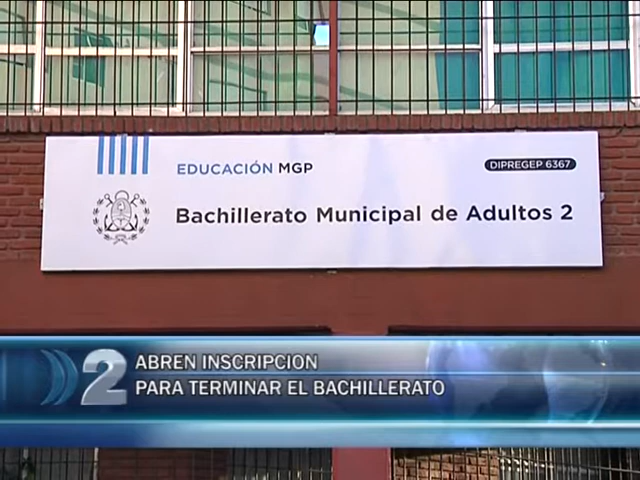 EDUCACIÓN MGP
DIPREGEP 6367
Bachillerato Municipal de Adultos 2
2
ABREN INSCRIPCION
PARA TERMINAR EL BACHILLERATO